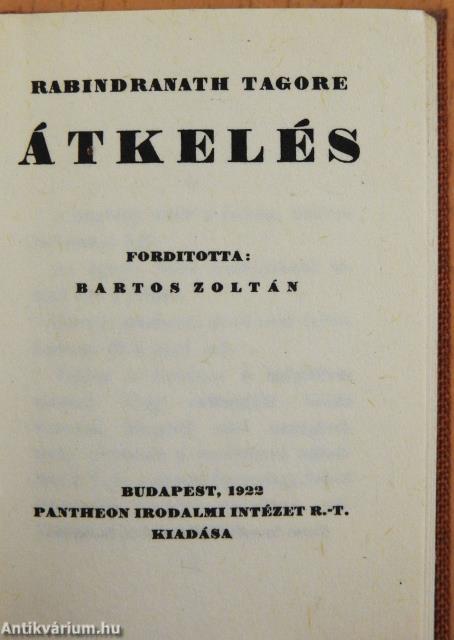 RABINDRANATH TAGORE
ÁTKELÉS
FORDITOTTA:
BARTOS ZOLTÁN
BUDAPEST, 1922
PANTHEON IRODALMI INTÉZET R.-T.
KIADÁSA
Antikvárium.hu